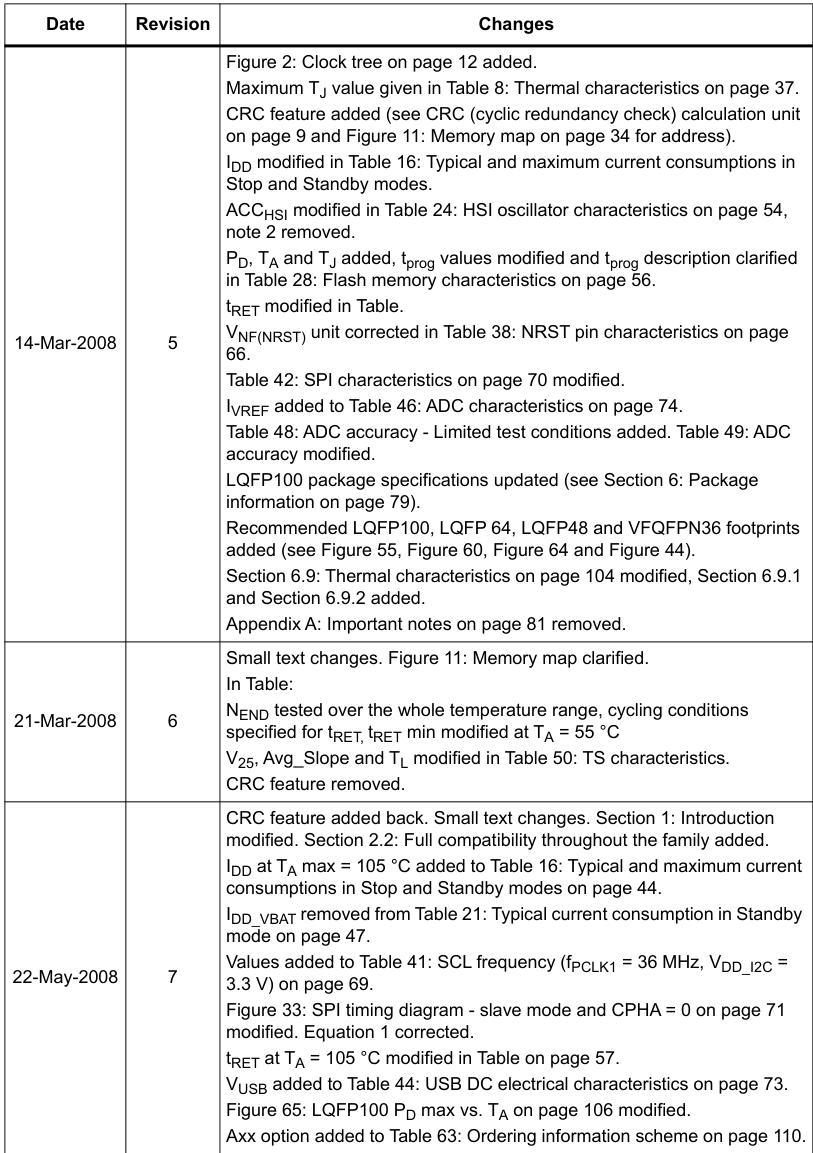 Date Revision Changes
Figure 2: Clock tree on page 12 added.
Maximum TJ value given in Table 8: Thermal characteristics on page 37.
CRC feature added (see CRC (cyclic redundancy check) calculation unit
on page 9 and Figure 11: Memory map on page 34 for address).
IDD modified in Table 16: Typical and maximum current consumptions in
Stop and Standby modes.
ACCHSI modified in Table 24: HSI oscillator characteristics on page 54,
note 2 removed.
PD, TA and TJ added, tprog values modified and tprog description clarified
in Table 28: Flash memory characteristics on page 56.
tRET modified in Table.
14-Mar-2008 5
VNF(NRST) unit corrected in Table 38: NRST pin characteristics on page
66.
Table 42: SPI characteristics on page 70 modified.
IVREF added to Table 46: ADC characteristics on page 74.
Table 48: ADC accuracy - Limited test conditions added. Table 49: ADC
accuracy modified.
LQFP100 package specifications updated (see Section 6: Package
information on page 79).
Recommended LQFP100, LQFP 64, LQFP48 and VFQFPN36 footprints
added (see Figure 55, Figure 60, Figure 64 and Figure 44).
Section 6.9: Thermal characteristics on page 104 modified, Section 6.9.1
and Section 6.9.2 added.
Appendix A: Important notes on page 81 removed.
Small text changes. Figure 11: Memory map clarified.
In Table:
21-Mar-2008 6
NEND tested over the whole temperature range, cycling conditions
specified for tRET, tRET min modified at TA = 55 °C
V25, Avg_Slope and TL modified in Table 50: TS characteristics.
CRC feature removed.
CRC feature added back. Small text changes. Section 1: Introduction
modified. Section 2.2: Full compatibility throughout the family added.
IDD at TA max = 105 °C added to Table 16: Typical and maximum current
consumptions in Stop and Standby modes on page 44.
IDD_VBAT removed from Table 21: Typical current consumption in Standby
mode on page 47.
22-May-2008 7
Values added to Table 41: SCL frequency (fPCLK1 = 36 MHz, VDD_I2C =
3.3 V) on page 69.
Figure 33: SPI timing diagram - slave mode and CPHA = 0 on page 71
modified. Equation 1 corrected.
tRET at TA = 105 °C modified in Table on page 57.
VUSB added to Table 44: USB DC electrical characteristics on page 73.
Figure 65: LQFP100 PD max vs. TA on page 106 modified.
Axx option added to Table 63: Ordering information scheme on page 110.